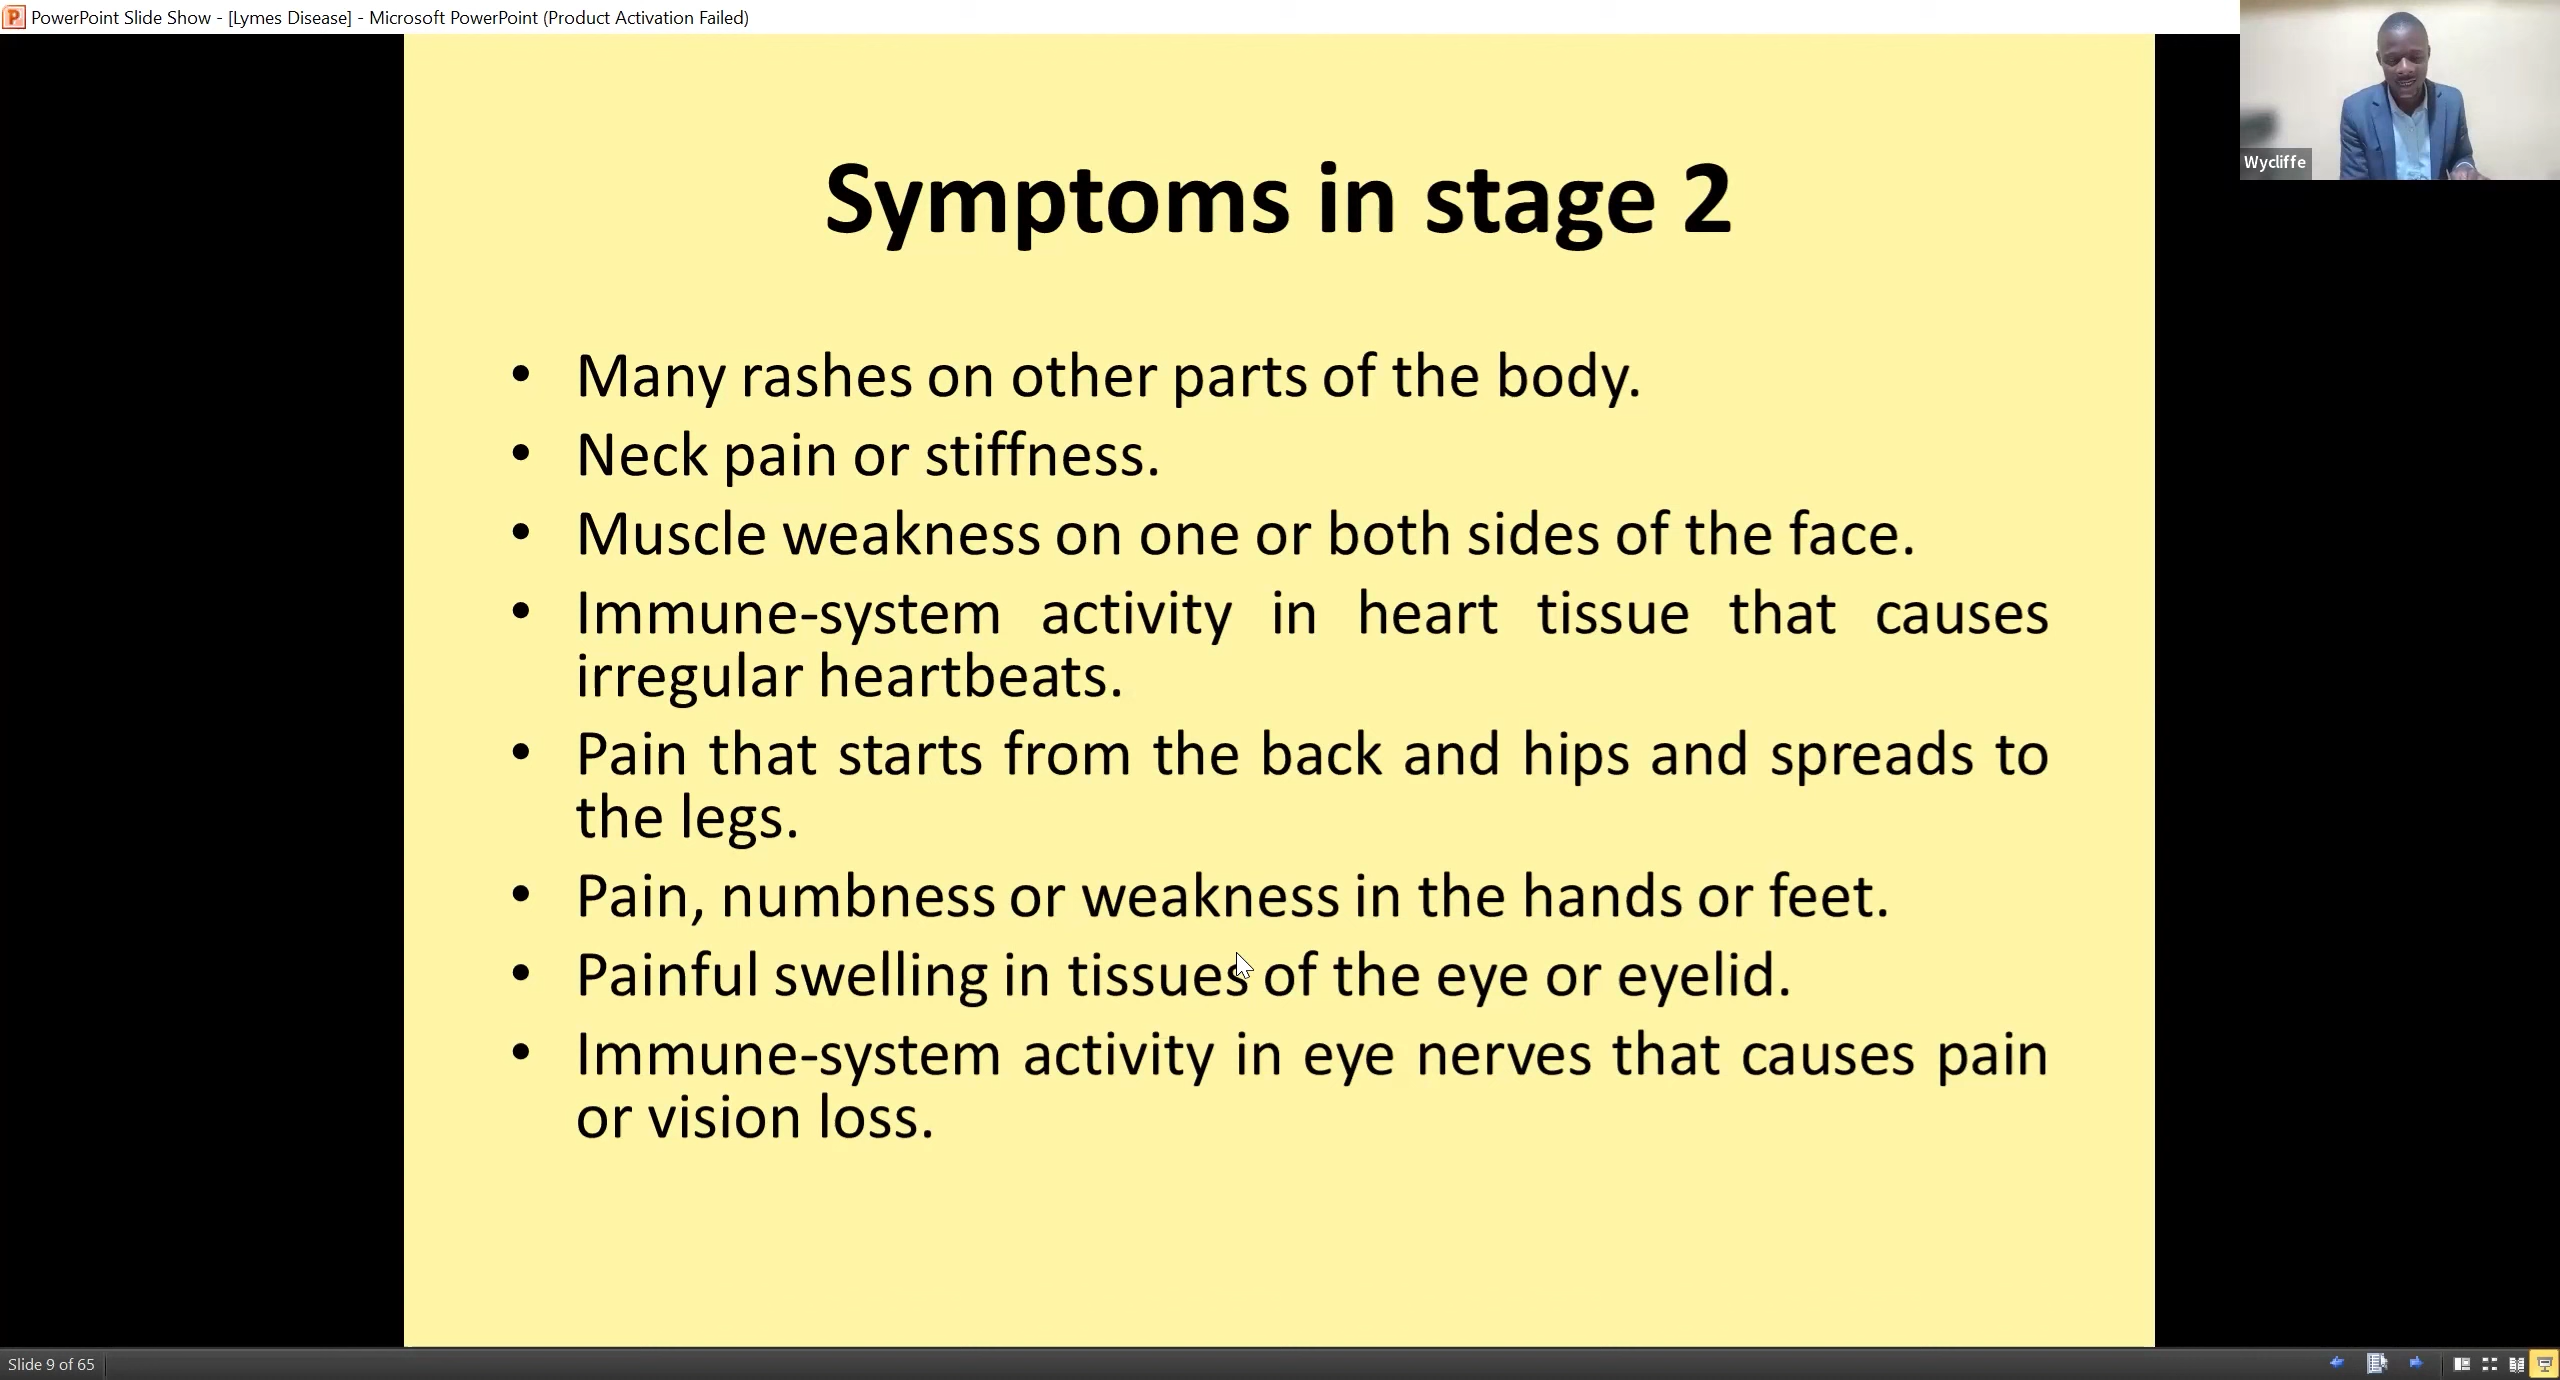 PowerPoint Slide Show - [Lymes Disease] - Microsoft PowerPoint (Product Activation Failed)
Wycliffe
Symptoms in stage 2
• Many rashes on other parts of the body.
• Neck pain or stiffness.
• Muscle weakness on one or both sides of the face.
• Immune-system activity in heart tissue that causes
irregular heartbeats.
• Pain that starts from the back and hips and spreads to
the legs.
• Pain, numbness or weakness in the hands or feet.
• Painful swelling in tissues of the eye or eyelid.
• Immune-system activity in eye nerves that causes pain
or vision loss.
Slide 9 of 65